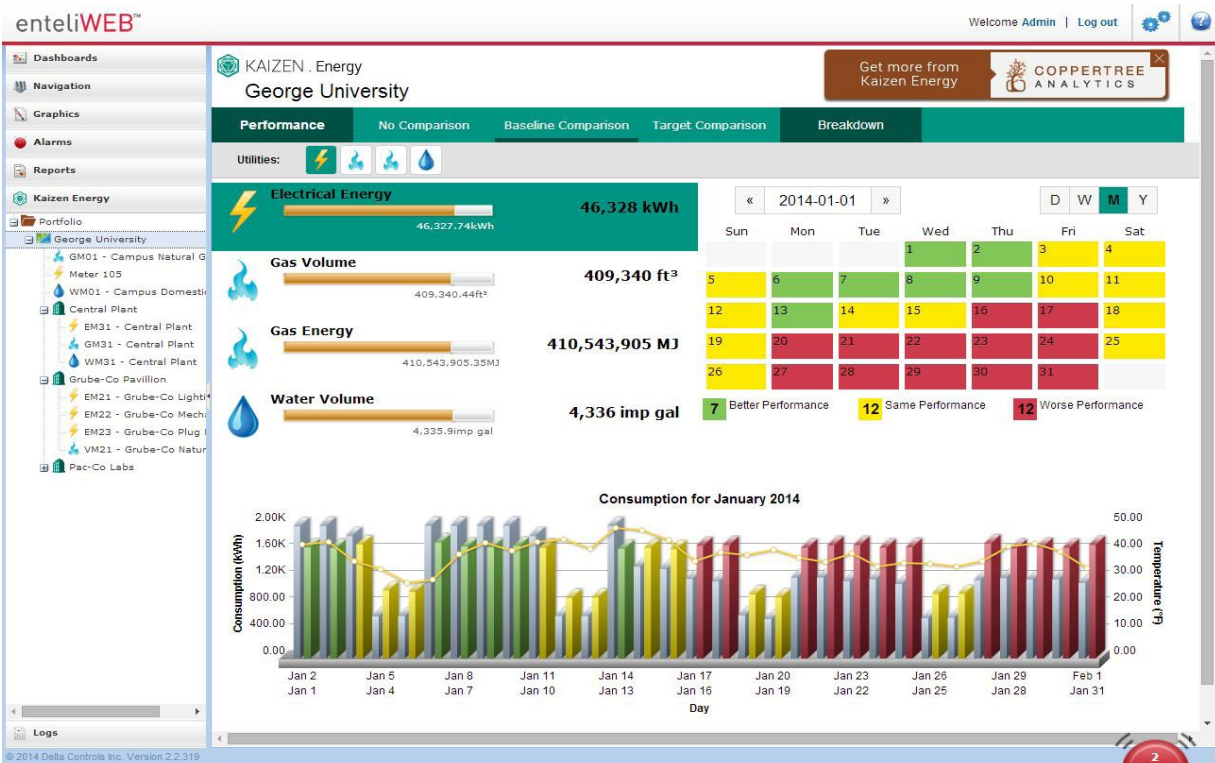 enteliWEB™
Welcome Admin | Log out
Dashboards
Navigation
Graphics
Alarms
Reports
Kaizen Energy
Portfolio
George University
GM01 - Campus Natural G
Meter 105
WM01 - Campus Domesti
Central Plant
EM31 - Central Plant
GM31 - Central Plant
WM31 - Central Plant
Grube-Co Pavillion
EM21 - Grube-Co Lighti
EM22 - Grube-Co Mech
EM23 - Grube-Co Plug
VM21 - Grube-Co Natur
Pac-Co Labs
Logs
© 2014 Delta Controls Inc. Version 2.2.319
KAIZEN . Energy
George University
Get more from
Kaizen Energy
COPPERTREE
ANALYTICS
Performance No Comparison Baseline Comparison Target Comparison Breakdown
Utilities:
Electrical Energy
46,328 kWh
46,327.74kWh
Gas Volume
409,340 ft³
409,340.44ft³
Gas Energy
410,543,905 MJ
410,543,905.35MJ
Water Volume
4,336 imp gal
4,335.9imp gal
« 2014-01-01 » D W M Y
Sun Mon Tue Wed Thu Fri Sat
1 2 3 4
5 6 7 8 9 10 11
12 13 14 15 16 17 18
19 20 21 22 23 24 25
26 27 28 29 30 31
7 Better Performance 12 Same Performance 12 Worse Performance
Consumption for January 2014
2.00K 50.00
1.60K 40.00
1.20K 30.00
800.00 20.00
400.00 10.00
0.00 0.00
Consumption (kWh)
Temperature (°F)
Jan 2 Jan 5 Jan 8 Jan 11 Jan 14 Jan 17 Jan 20 Jan 23 Jan 26 Jan 29 Feb 1
Jan 1 Jan 4 Jan 7 Jan 10 Jan 13 Jan 16 Jan 19 Jan 22 Jan 25 Jan 28 Jan 31
Day
2